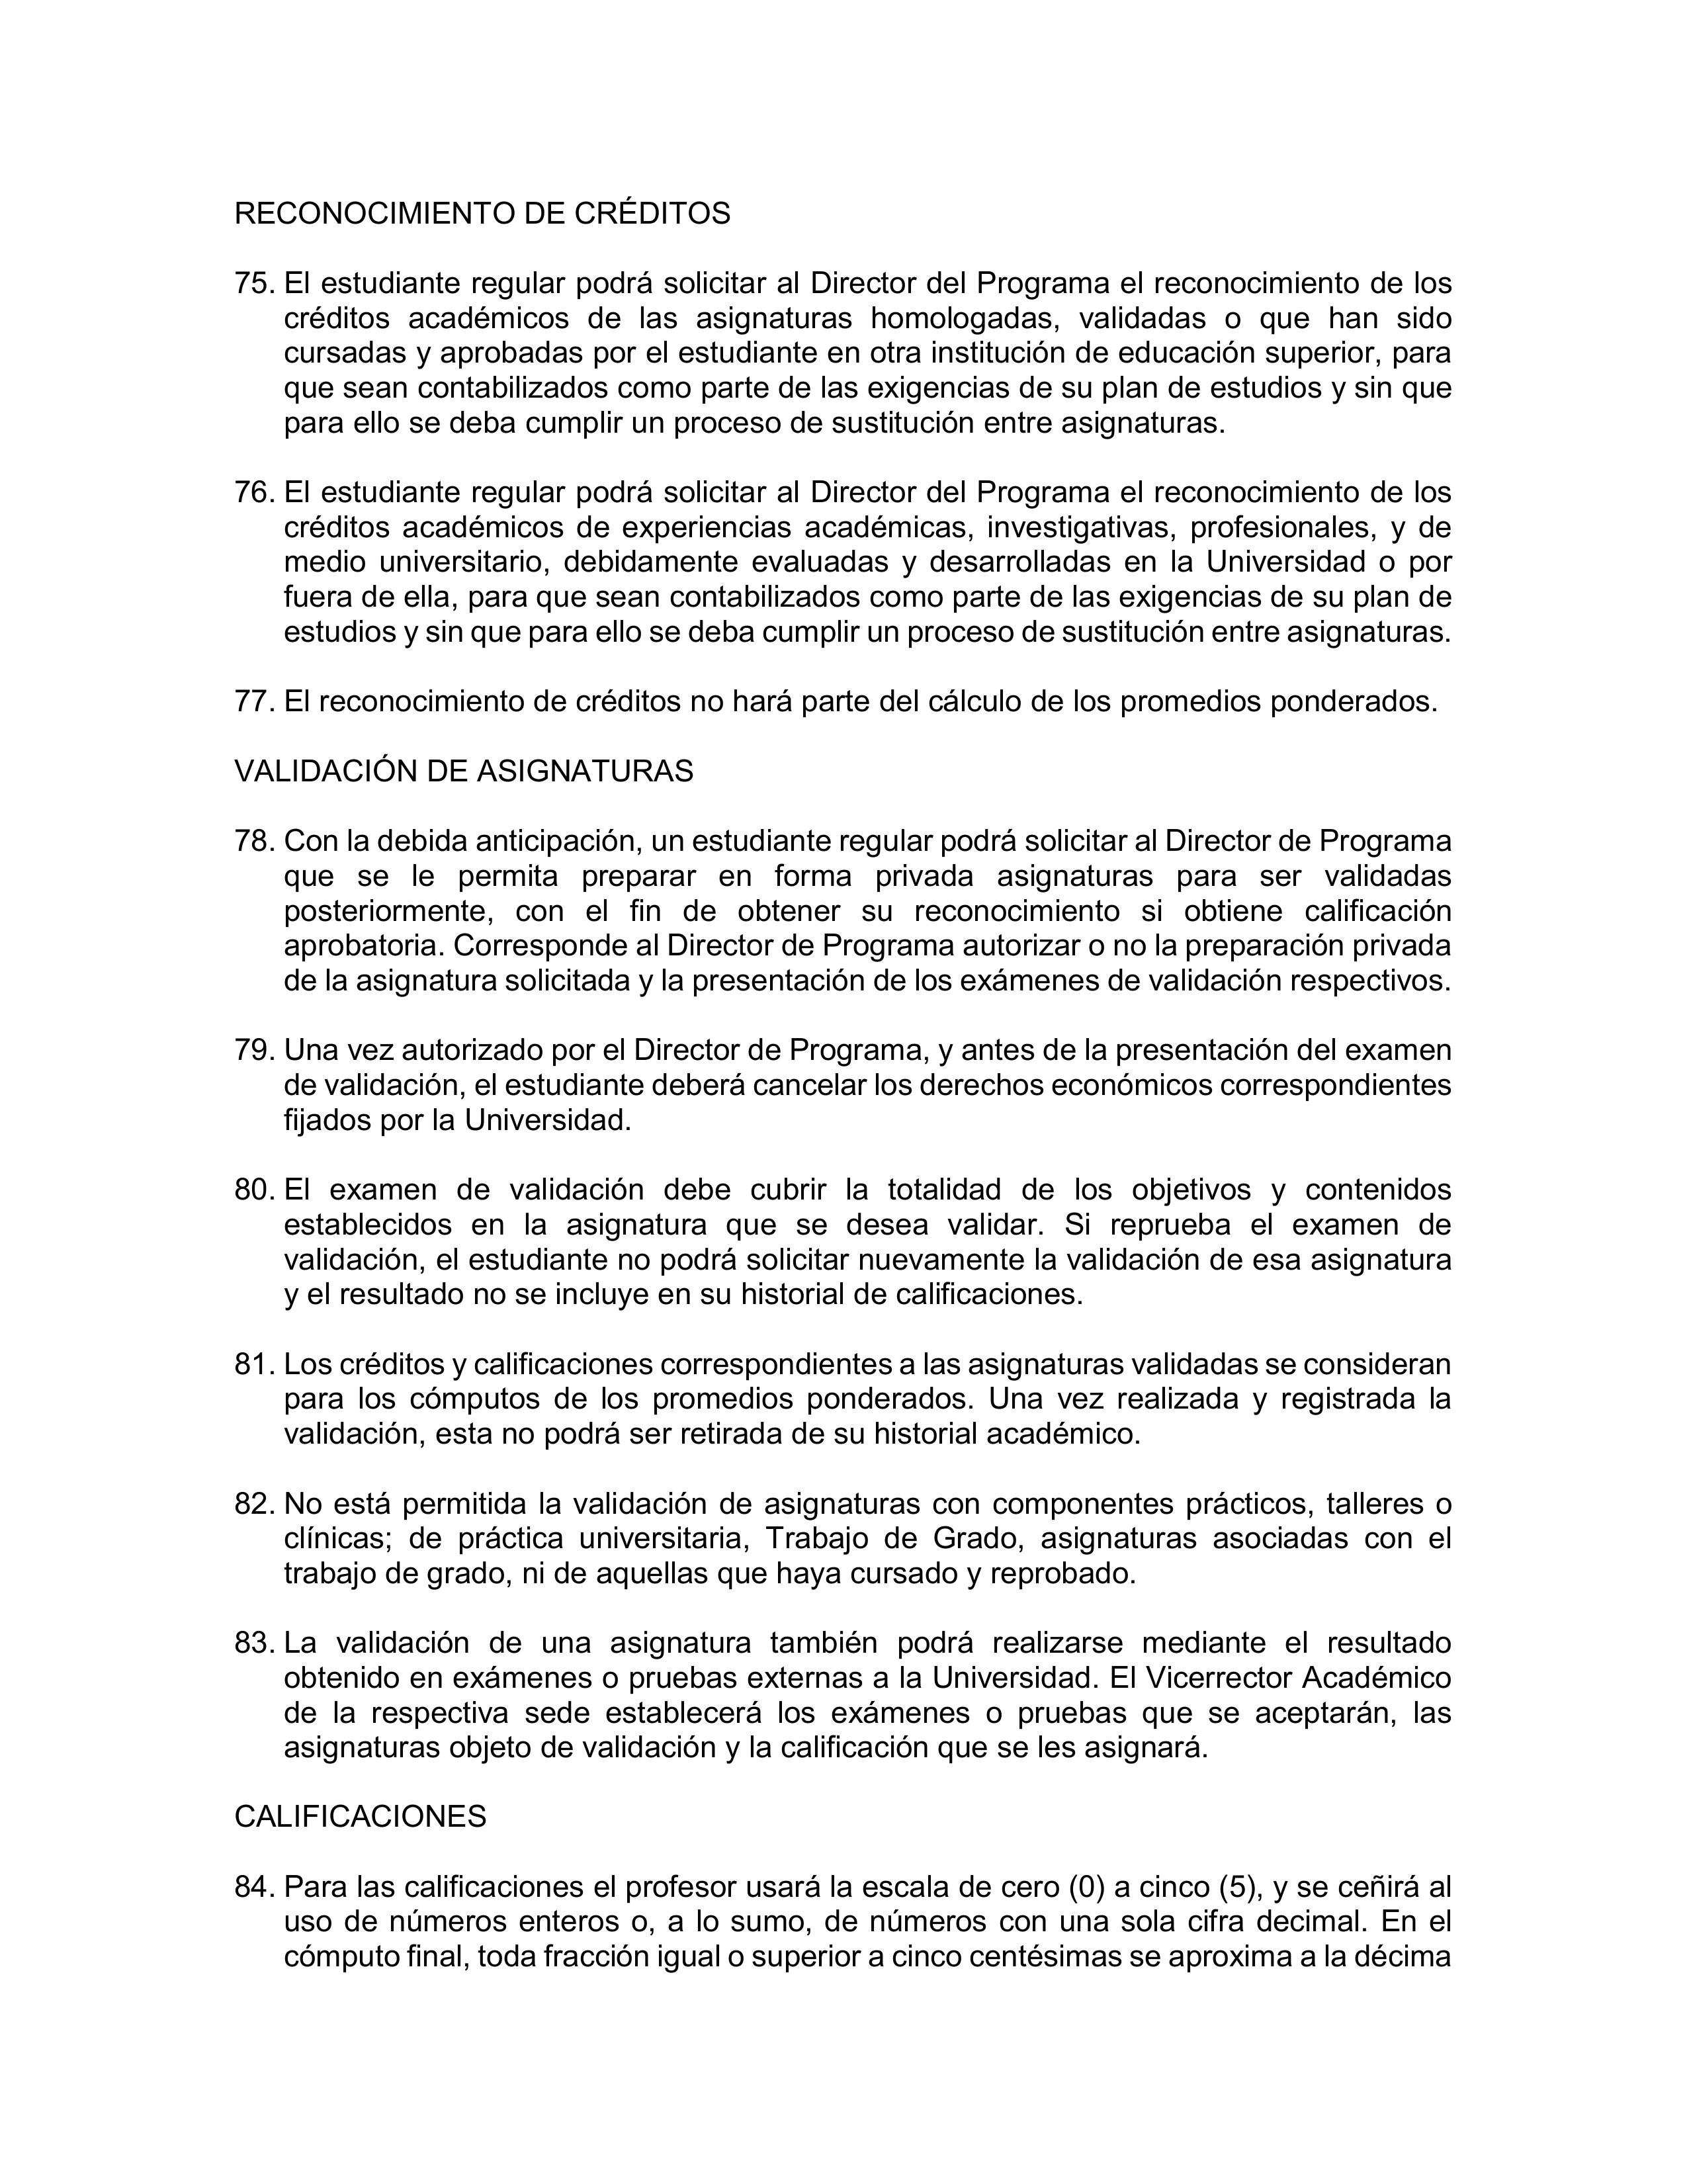 RECONOCIMIENTO DE CRÉDITOS
75. El estudiante regular podrá solicitar al Director del Programa el reconocimiento de los
créditos académicos de las asignaturas homologadas, validadas o que han sido
cursadas y aprobadas por el estudiante en otra institución de educación superior, para
que sean contabilizados como parte de las exigencias de su plan de estudios y sin que
para ello se deba cumplir un proceso de sustitución entre asignaturas.
76. El estudiante regular podrá solicitar al Director del Programa el reconocimiento de los
créditos académicos de experiencias académicas, investigativas, profesionales, y de
medio universitario, debidamente evaluadas y desarrolladas en la Universidad o por
fuera de ella, para que sean contabilizados como parte de las exigencias de su plan de
estudios y sin que para ello se deba cumplir un proceso de sustitución entre asignaturas.
77. El reconocimiento de créditos no hará parte del cálculo de los promedios ponderados.
VALIDACIÓN DE ASIGNATURAS
78. Con la debida anticipación, un estudiante regular podrá solicitar al Director de Programa
que se le permita preparar en forma privada asignaturas para ser validadas
posteriormente, con el fin de obtener su reconocimiento si obtiene calificación
aprobatoria. Corresponde al Director de Programa autorizar o no la preparación privada
de la asignatura solicitada y la presentación de los exámenes de validación respectivos.
79. Una vez autorizado por el Director de Programa, y antes de la presentación del examen
de validación, el estudiante deberá cancelar los derechos económicos correspondientes
fijados por la Universidad.
80. El examen de validación debe cubrir la totalidad de los objetivos y contenidos
establecidos en la asignatura que se desea validar. Si reprueba el examen de
validación, el estudiante no podrá solicitar nuevamente la validación de esa asignatura
y el resultado no se incluye en su historial de calificaciones.
81. Los créditos y calificaciones correspondientes a las asignaturas validadas se consideran
para los cómputos de los promedios ponderados. Una vez realizada y registrada la
validación, esta no podrá ser retirada de su historial académico.
82. No está permitida la validación de asignaturas con componentes prácticos, talleres o
clínicas; de práctica universitaria, Trabajo de Grado, asignaturas asociadas con el
trabajo de grado, ni de aquellas que haya cursado y reprobado.
83. La validación de una asignatura también podrá realizarse mediante el resultado
obtenido en exámenes o pruebas externas a la Universidad. El Vicerrector Académico
de la respectiva sede establecerá los exámenes o pruebas que se aceptarán, las
asignaturas objeto de validación y la calificación que se les asignará.
CALIFICACIONES
84. Para las calificaciones el profesor usará la escala de cero (0) a cinco (5), y se ceñirá al
uso de números enteros o, a lo sumo, de números con una sola cifra decimal. En el
cómputo final, toda fracción igual o superior a cinco centésimas se aproxima a la décima